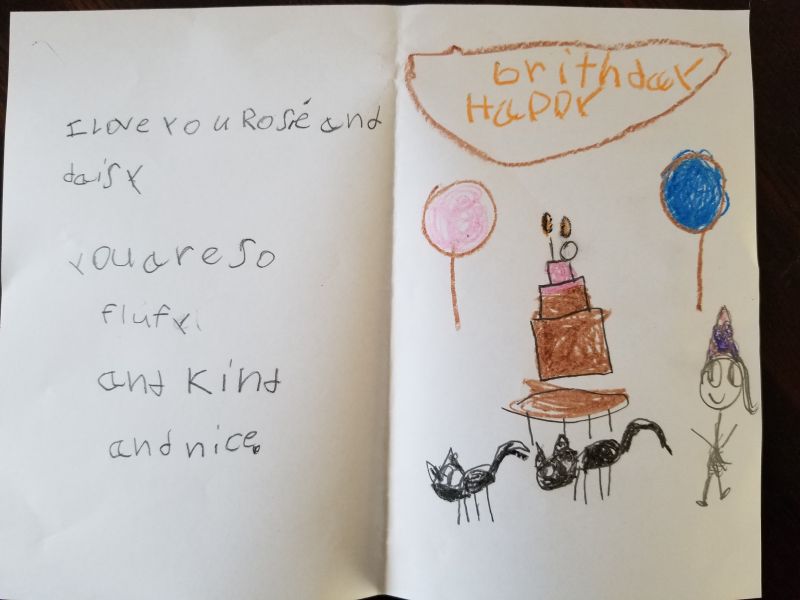 I Love you Rosie and
daisy
you are so
flufy
and kind
and nice.
brithday
Happy